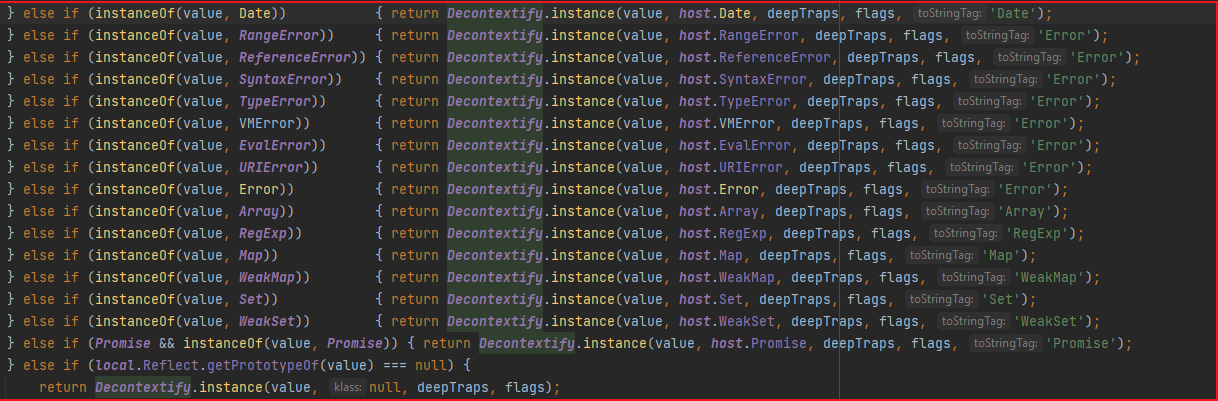 } else if (instanceOf(value, Date))           { return Decontextify.instance(value, host.Date, deepTraps, flags, toStringTag: 'Date');
} else if (instanceOf(value, RangeError))     { return Decontextify.instance(value, host.RangeError, deepTraps, flags, toStringTag: 'Error');
} else if (instanceOf(value, ReferenceError)) { return Decontextify.instance(value, host.ReferenceError, deepTraps, flags, toStringTag: 'Error');
} else if (instanceOf(value, SyntaxError))    { return Decontextify.instance(value, host.SyntaxError, deepTraps, flags, toStringTag: 'Error');
} else if (instanceOf(value, TypeError))      { return Decontextify.instance(value, host.TypeError, deepTraps, flags, toStringTag: 'Error');
} else if (instanceOf(value, VMError))        { return Decontextify.instance(value, host.VMError, deepTraps, flags, toStringTag: 'Error');
} else if (instanceOf(value, EvalError))      { return Decontextify.instance(value, host.EvalError, deepTraps, flags, toStringTag: 'Error');
} else if (instanceOf(value, URIError))       { return Decontextify.instance(value, host.URIError, deepTraps, flags, toStringTag: 'Error');
} else if (instanceOf(value, Error))          { return Decontextify.instance(value, host.Error, deepTraps, flags, toStringTag: 'Error');
} else if (instanceOf(value, Array))          { return Decontextify.instance(value, host.Array, deepTraps, flags, toStringTag: 'Array');
} else if (instanceOf(value, RegExp))         { return Decontextify.instance(value, host.RegExp, deepTraps, flags, toStringTag: 'RegExp');
} else if (instanceOf(value, Map))            { return Decontextify.instance(value, host.Map, deepTraps, flags, toStringTag: 'Map');
} else if (instanceOf(value, WeakMap))        { return Decontextify.instance(value, host.WeakMap, deepTraps, flags, toStringTag: 'WeakMap');
} else if (instanceOf(value, Set))            { return Decontextify.instance(value, host.Set, deepTraps, flags, toStringTag: 'Set');
} else if (instanceOf(value, WeakSet))        { return Decontextify.instance(value, host.WeakSet, deepTraps, flags, toStringTag: 'WeakSet');
} else if (Promise && instanceOf(value, Promise)) { return Decontextify.instance(value, host.Promise, deepTraps, flags, toStringTag: 'Promise');
} else if (local.Reflect.getPrototypeOf(value) === null) {
    return Decontextify.instance(value, klass: null, deepTraps, flags);